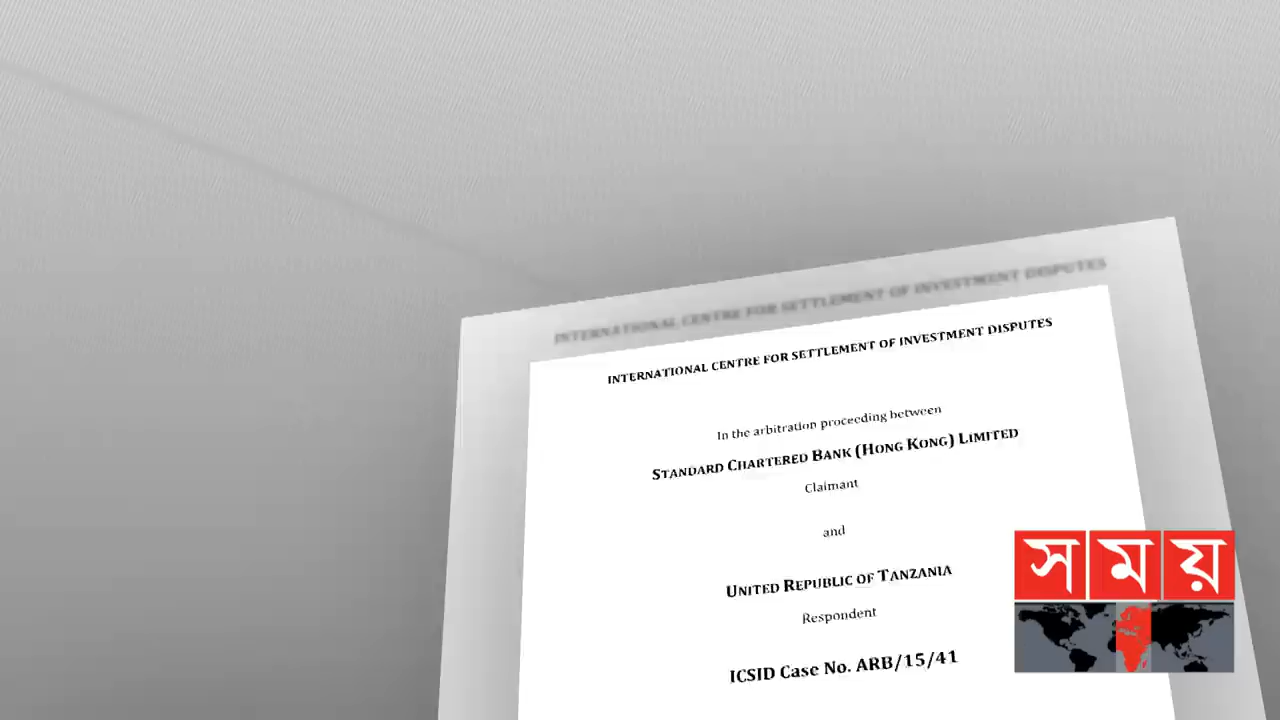 INTERNATIONAL CENTRE FOR SETTLEMENT OF INVESTMENT DISPUTES
INTERNATIONAL CENTRE FOR SETTLEMENT OF INVESTMENT DISPUTES
In the arbitration proceeding between
STANDARD CHARTERED BANK (HONG KONG) LIMITED
Claimant
and
UNITED REPUBLIC OF TANZANIA
Respondent
ICSID Case No. ARB/15/41
সময়